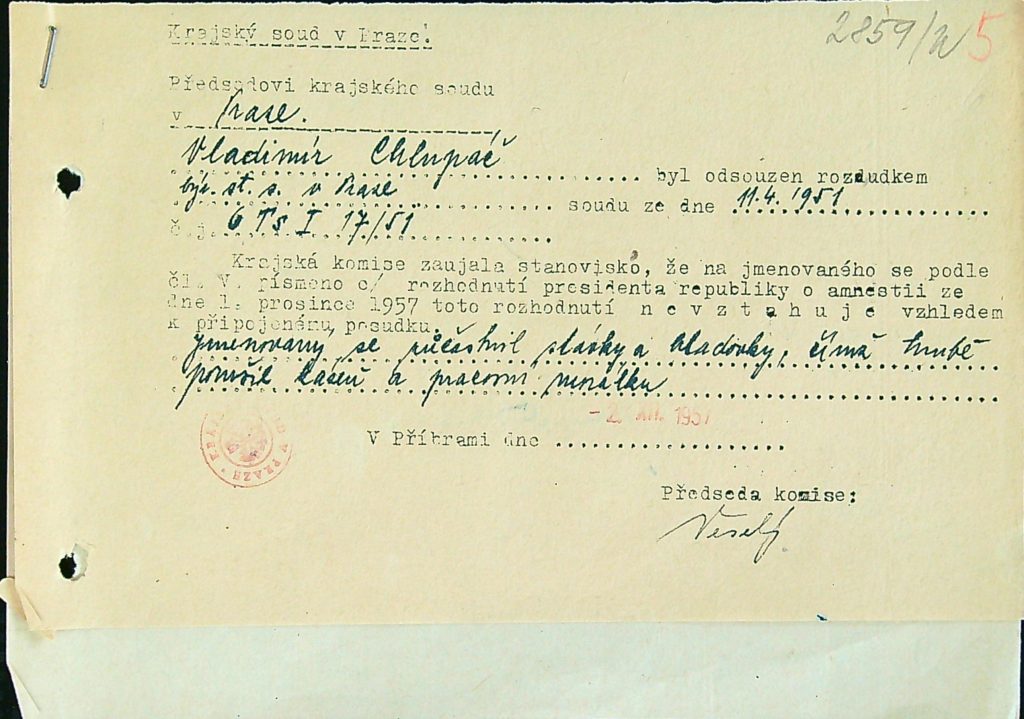 Krajský soud v Praze!
2859/
5
Předsedovi krajského soudu
v Praze.
Vladimír Chlupáč
byl odsouzen rozsudkem
býv. st. s. v Praze
soudu ze dne 11.4.1951
č.j. 6 Ts I 17/51
Krajská komise zaujala stanovisko, že na jmenovaného se podle
čl. V. písmeno c/ rozhodnutí presidenta republiky o amnestii ze
dne 1. prosince 1957 toto rozhodnutí n e v z t a h u j e vzhledem
k připojenému posudku.
Jmenovaný se zúčastnil stávky a hladovky, čímž hrubě
porušil kázeň a pracovní morálku
-2. XII. 1957
V Příbrami dne
V PRAZE
Předseda komise:
Veselý